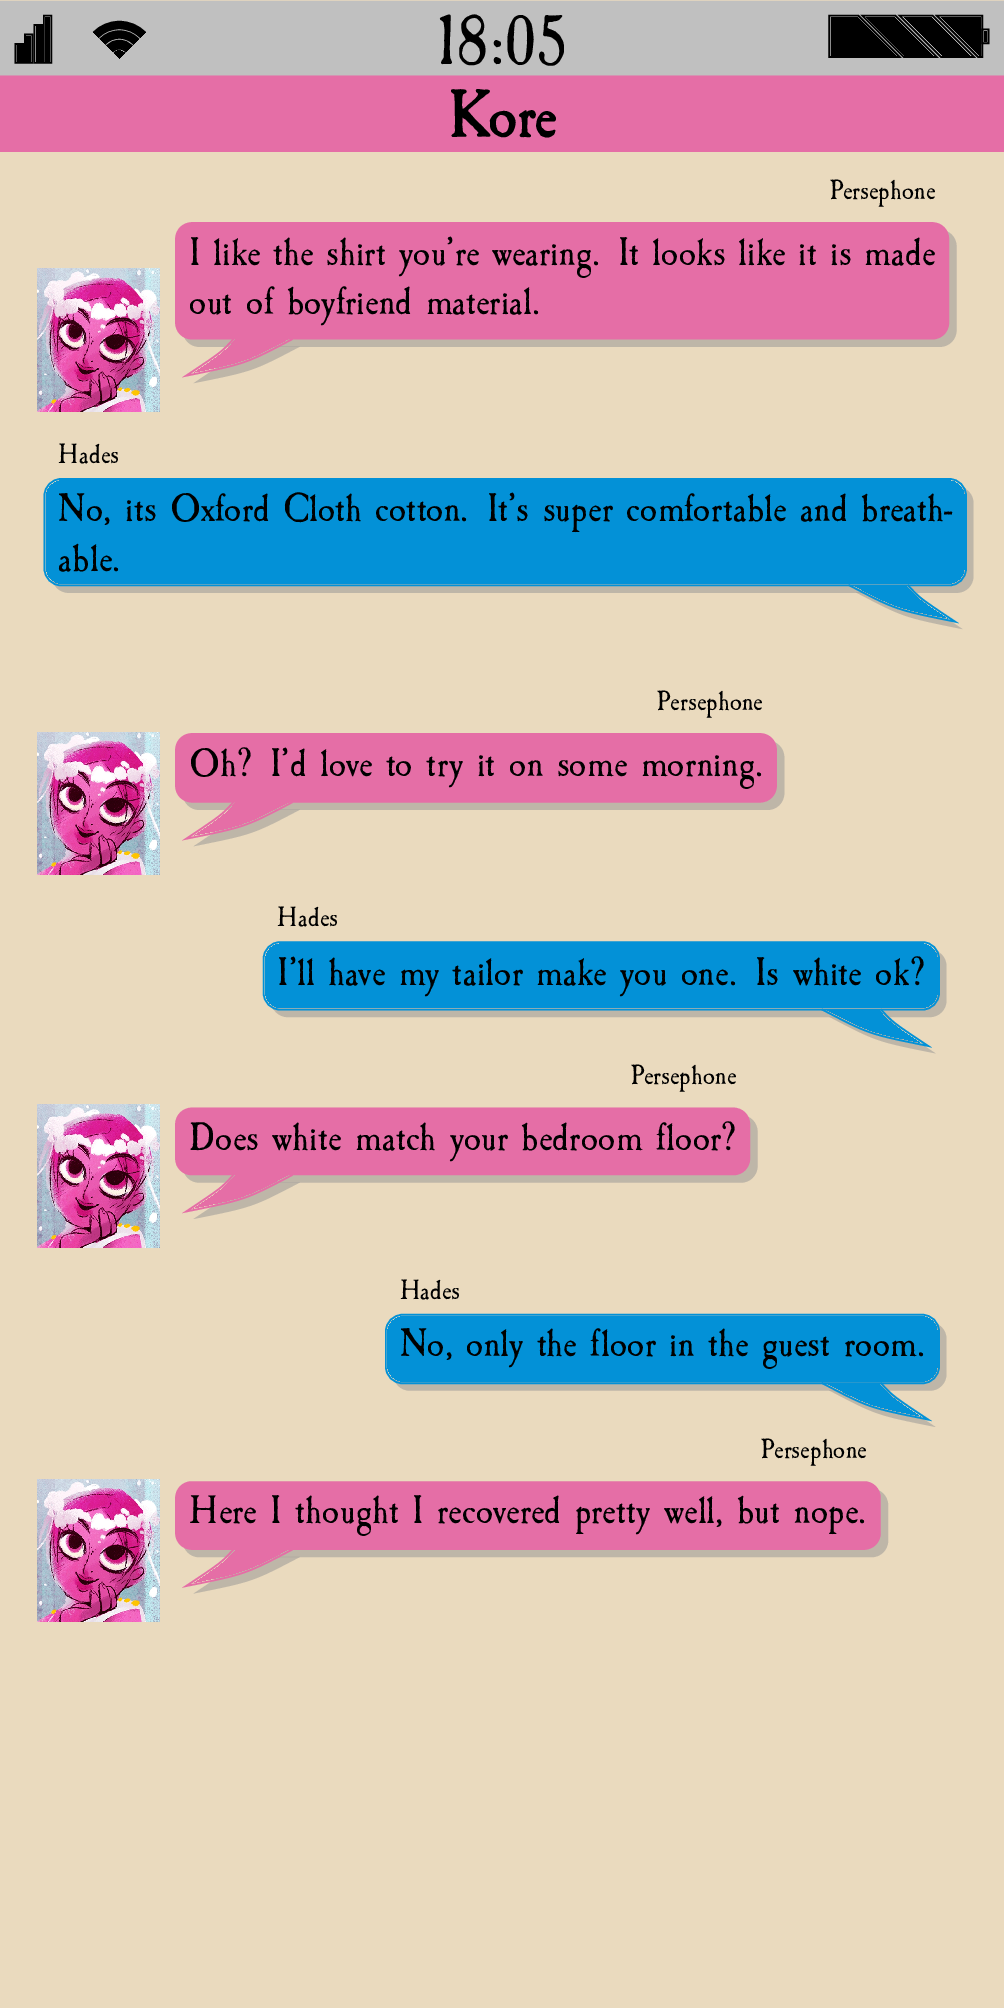 18:05
Kore
Persephone
I like the shirt you're wearing. It looks like it is made
out of boyfriend material.
Hades
No, its Oxford Cloth cotton. It's super comfortable and breath-
able.
Persephone
Oh? I'd love to try it on some morning.
Hades
I'll have my tailor make you one. Is white ok?
Persephone
Does white match your bedroom floor?
Hades
No, only the floor in the guest room.
Persephone
Here I thought I recovered pretty well, but nope.